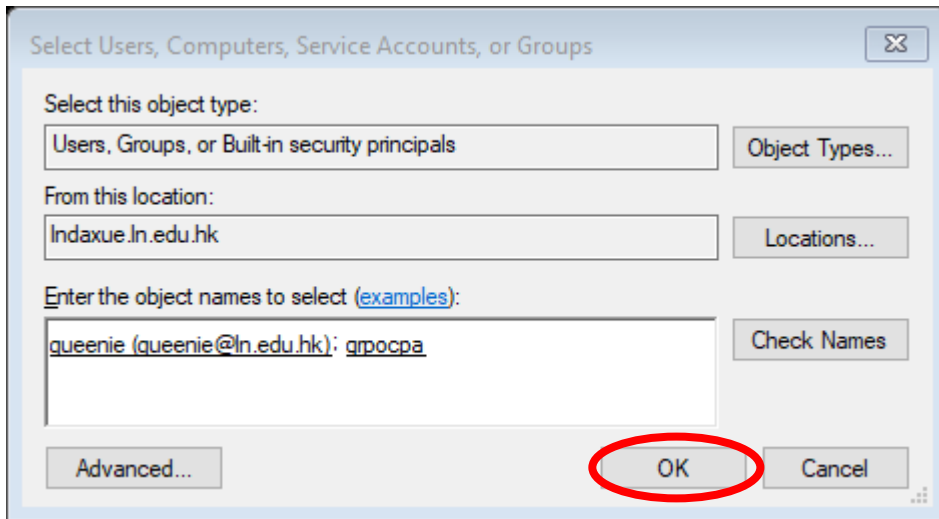 Select Users, Computers, Service Accounts, or Groups
Select this object type:
Users, Groups, or Built-in security principals
Object Types...
From this location:
lndaxue.ln.edu.hk
Locations...
Enter the object names to select (examples):
queenie (queenie@ln.edu.hk); grpocpa
Check Names
Advanced...
OK
Cancel